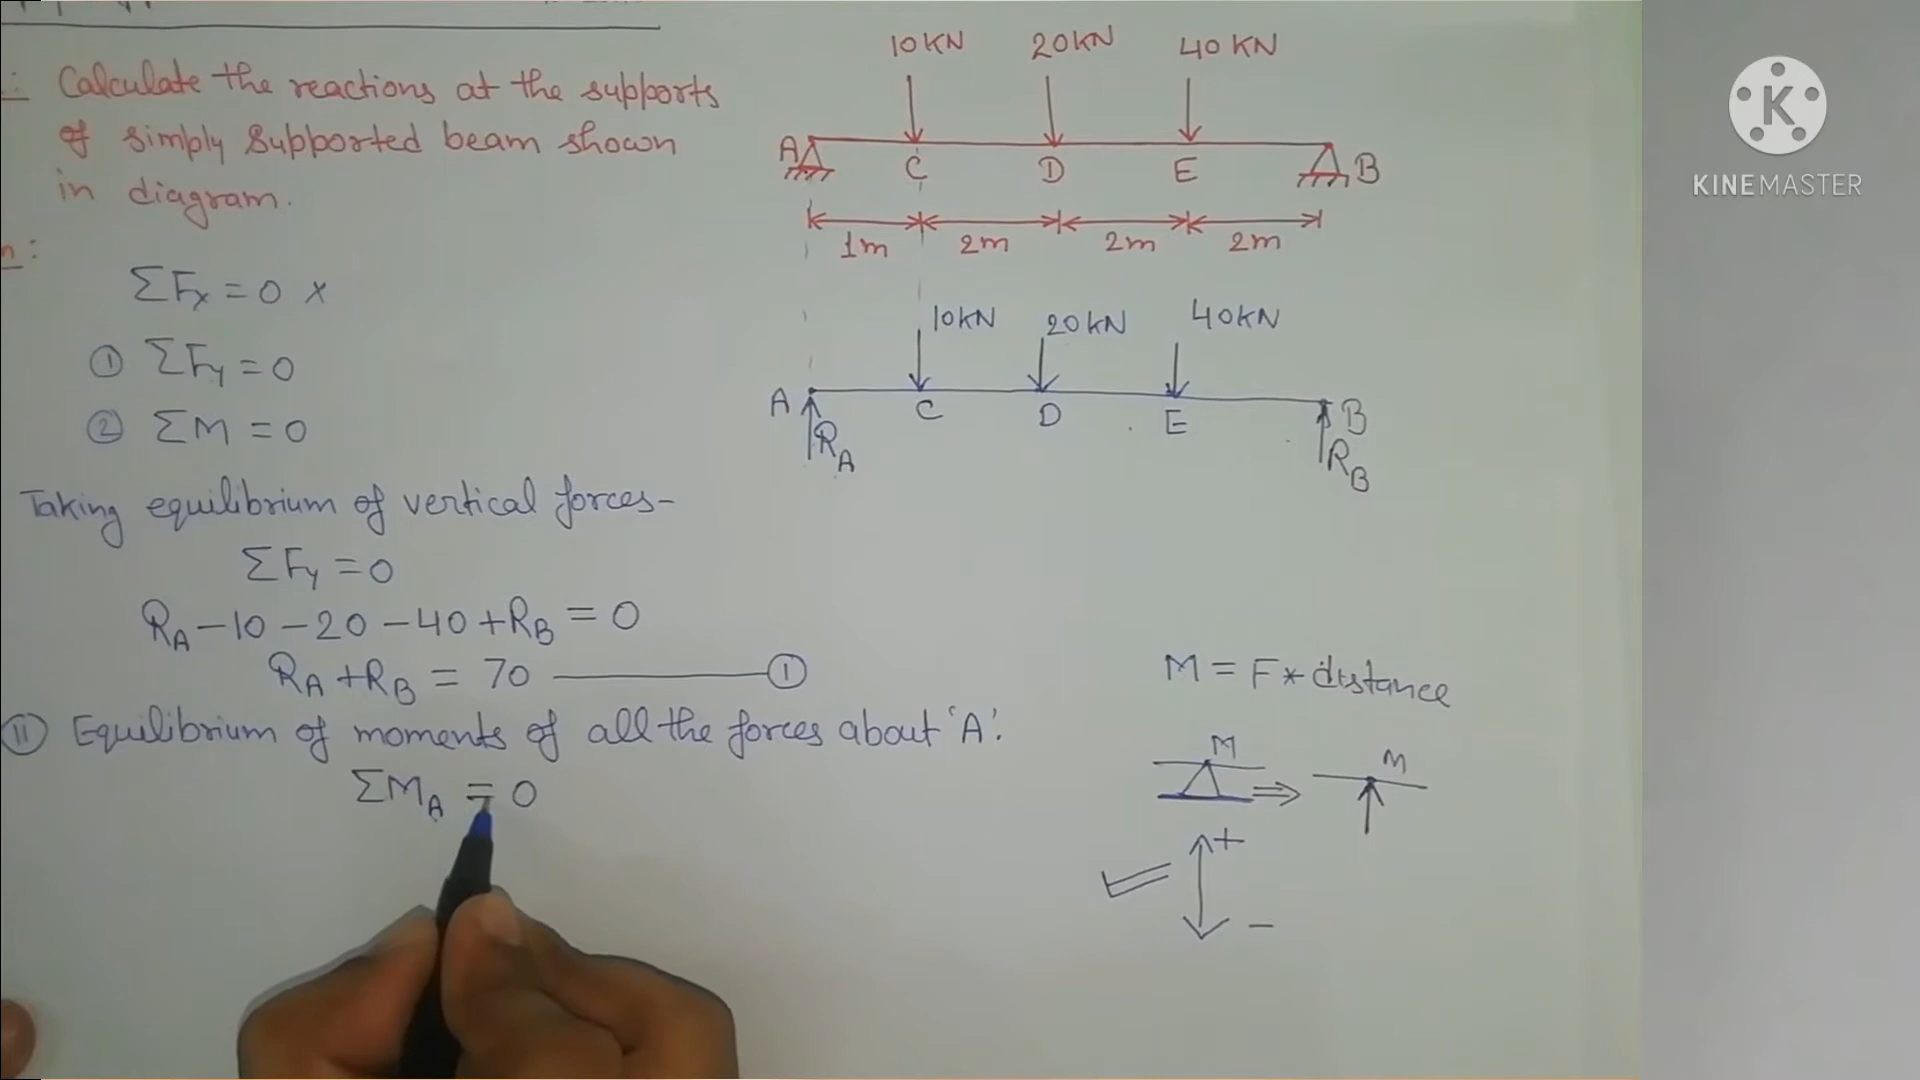 Calculate the reactions at the supports
of simply supported beam shown
in diagram.
n:
ΣFx = 0 ×
① ΣFy = 0
② ΣM = 0
Taking equilibrium of vertical forces-
ΣFy = 0
RA - 10 - 20 - 40 + RB = 0
RA + RB = 70 ——— ①
II Equilibrium of moments of all the forces about 'A'.
ΣMA = 0
10KN 20KN 40KN
A C D E B
1m 2m 2m 2m
10KN 20KN 40KN
A C D E B
RA RB
M = F * distance
M ⇒ M
+
-
K
KINEMASTER